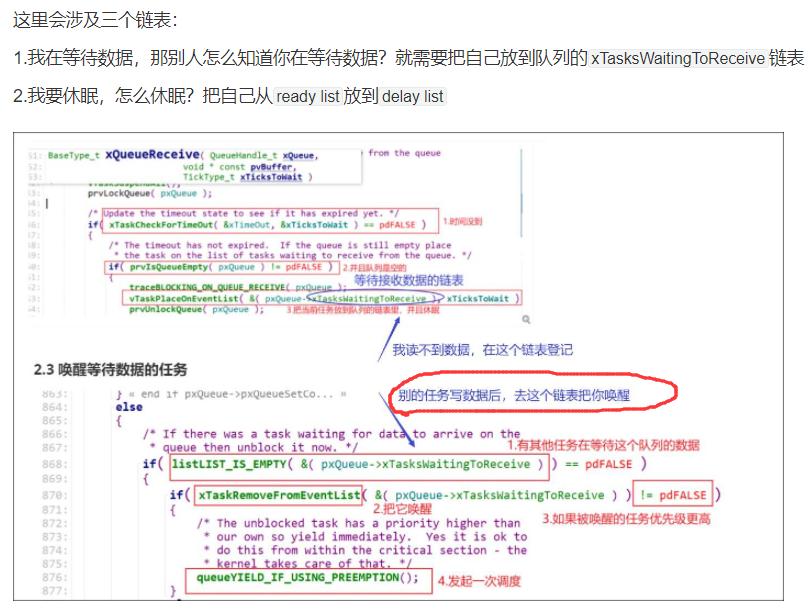 这里会涉及三个链表：
1.我在等待数据，那别人怎么知道你在等待数据？就需要把自己放到队列的 xTasksWaitingToReceive 链表
2.我要休眠，怎么休眠？把自己从 ready list 放到 delay list
51: BaseType_t xQueueReceive( QueueHandle_t xQueue, from the queue
52: void * const pvBuffer,
53: TickType_t xTicksToWait )
prvLockQueue( pxQueue );
/* Update the timeout state to see if it has expired yet. */
if( xTaskCheckForTimeOut( &xTimeOut, &xTicksToWait ) == pdFALSE ) 1.时间没到
{
/* The timeout has not expired. If the queue is still empty place
* the task on the list of tasks waiting to receive from the queue. */
if( prvIsQueueEmpty( pxQueue ) != pdFALSE ) 2.并且队列是空的
{ 等待接收数据的链表
traceBLOCKING_ON_QUEUE_RECEIVE( pxQueue );
vTaskPlaceOnEventList( &( pxQueue->xTasksWaitingToReceive ), xTicksToWait )
prvUnlockQueue( pxQueue ); 3.把当前任务放到队列的链表里，并且休眠
我读不到数据，在这个链表登记
2.3 唤醒等待数据的任务
别的任务写数据后，去这个链表把你唤醒
863: } « end if pxQueue->pxQueueSetCo... »
864: else
865: {
866: /* If there was a task waiting for data to arrive on the
867: * queue then unblock it now. */ 1.有其他任务在等待这个队列的数据
868: if( listLIST_IS_EMPTY( &( pxQueue->xTasksWaitingToReceive ) ) == pdFALSE )
869: {
870: if( xTaskRemoveFromEventList( &( pxQueue->xTasksWaitingToReceive ) ) != pdFALSE )
871: { 2.把它唤醒
872: /* The unblocked task has a priority higher than 3.如果被唤醒的任务优先级更高
873: * our own so yield immediately. Yes it is ok to
874: * do this from within the critical section - the
875: * kernel takes care of that. */
876: queueYIELD_IF_USING_PREEMPTION(); 4.发起一次调度
877: }